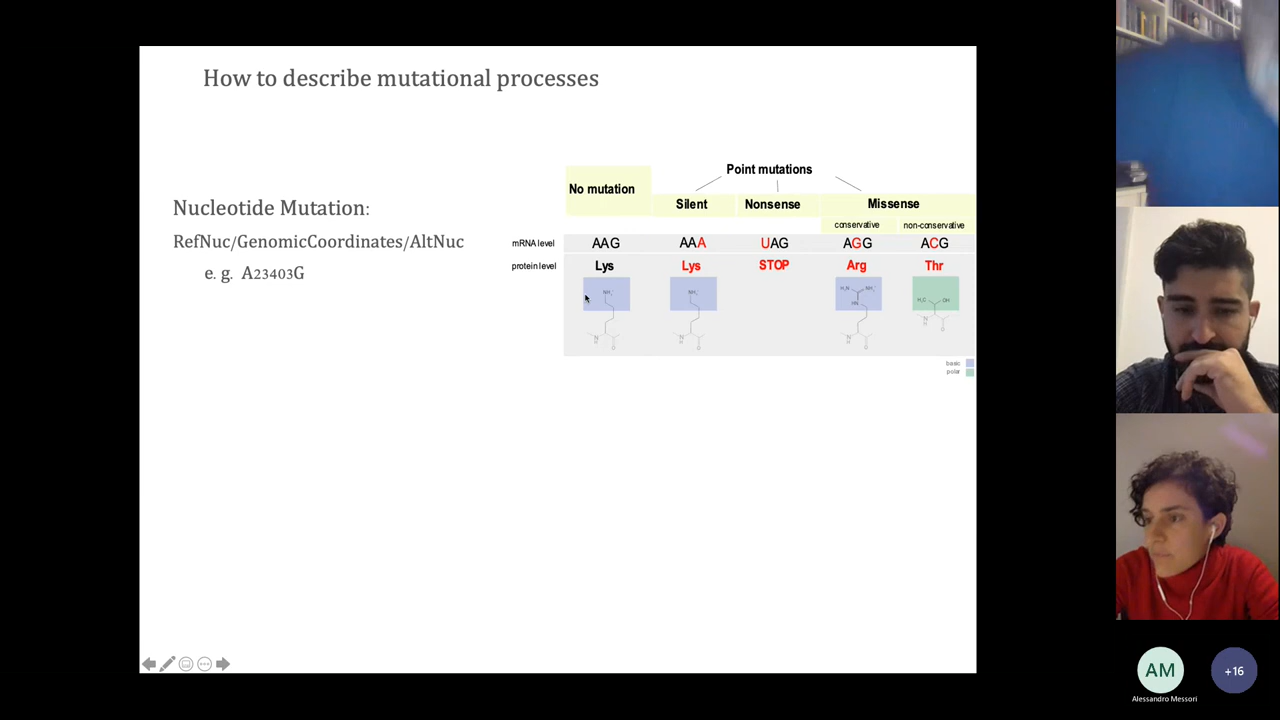 How to describe mutational processes
Nucleotide Mutation:
RefNuc/GenomicCoordinates/AltNuc
e. g. A23403G
Point mutations
No mutation
Silent
Nonsense
Missense
conservative
non-conservative
mRNA level
AAG
AAA
UAG
AGG
ACG
protein level
Lys
Lys
STOP
Arg
Thr
basic
polar
AM
Alessandro Messori
+16